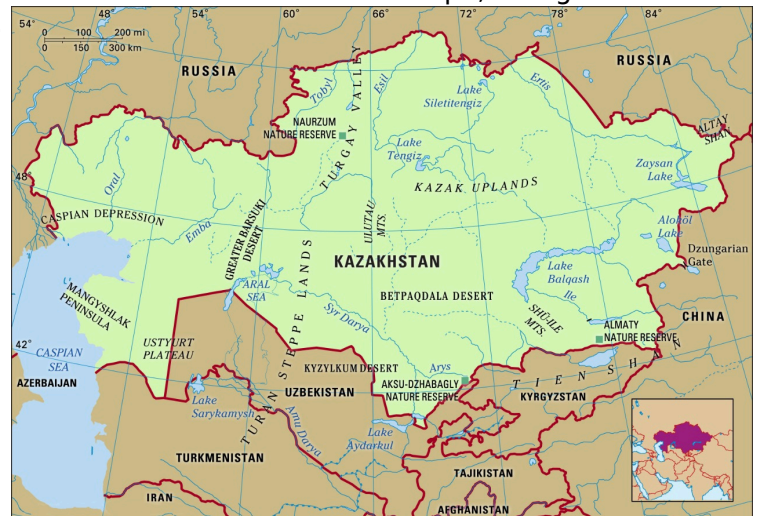 54°
48°
54°
60°
66°
72°
78°
84°
54°
0 100 200 mi
0 150 300 km
RUSSIA
RUSSIA
Tobyl
TURGAY VALLEY
Esil
Lake
Siletitengiz
Ertis
NAURZUM
NATURE RESERVE
Lake
Tengiz
ALTAY
SHAN
Zaysan
Lake
48°
Oral
KAZAK UPLANDS
CASPIAN DEPRESSION
Emba
GREATER BARSUKI
DESERT
ULUTAU
MTS.
Alohöl
Lake
Dzungarian
Gate
KAZAKHSTAN
Lake
Balqash
Ile
ARAL
SEA
MANGYSHLAK
PENINSULA
BETPAQDALA DESERT
Syr Darya
SHŪ-ILE
MTS.
CHINA
ALMATY
NATURE RESERVE
USTYURT
PLATEAU
42°
CASPIAN
SEA
TURAN STEPPE LANDS
KYZYLKUM DESERT
Arys
AKSU-DZHABAGLY
NATURE RESERVE
TIEN SHAN
42°
AZERBAIJAN
UZBEKISTAN
KYRGYZSTAN
Lake
Sarykamysh
Amu Darya
Lake
Aydarkul
TURKMENISTAN
TAJIKISTAN
IRAN
AFGHANISTAN